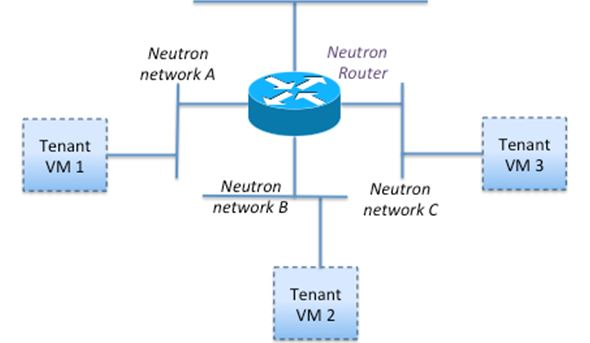 Neutron
network A
Neutron
Router
Tenant
VM 1
Tenant
VM 3
Neutron
network B
Neutron
network C
Tenant
VM 2